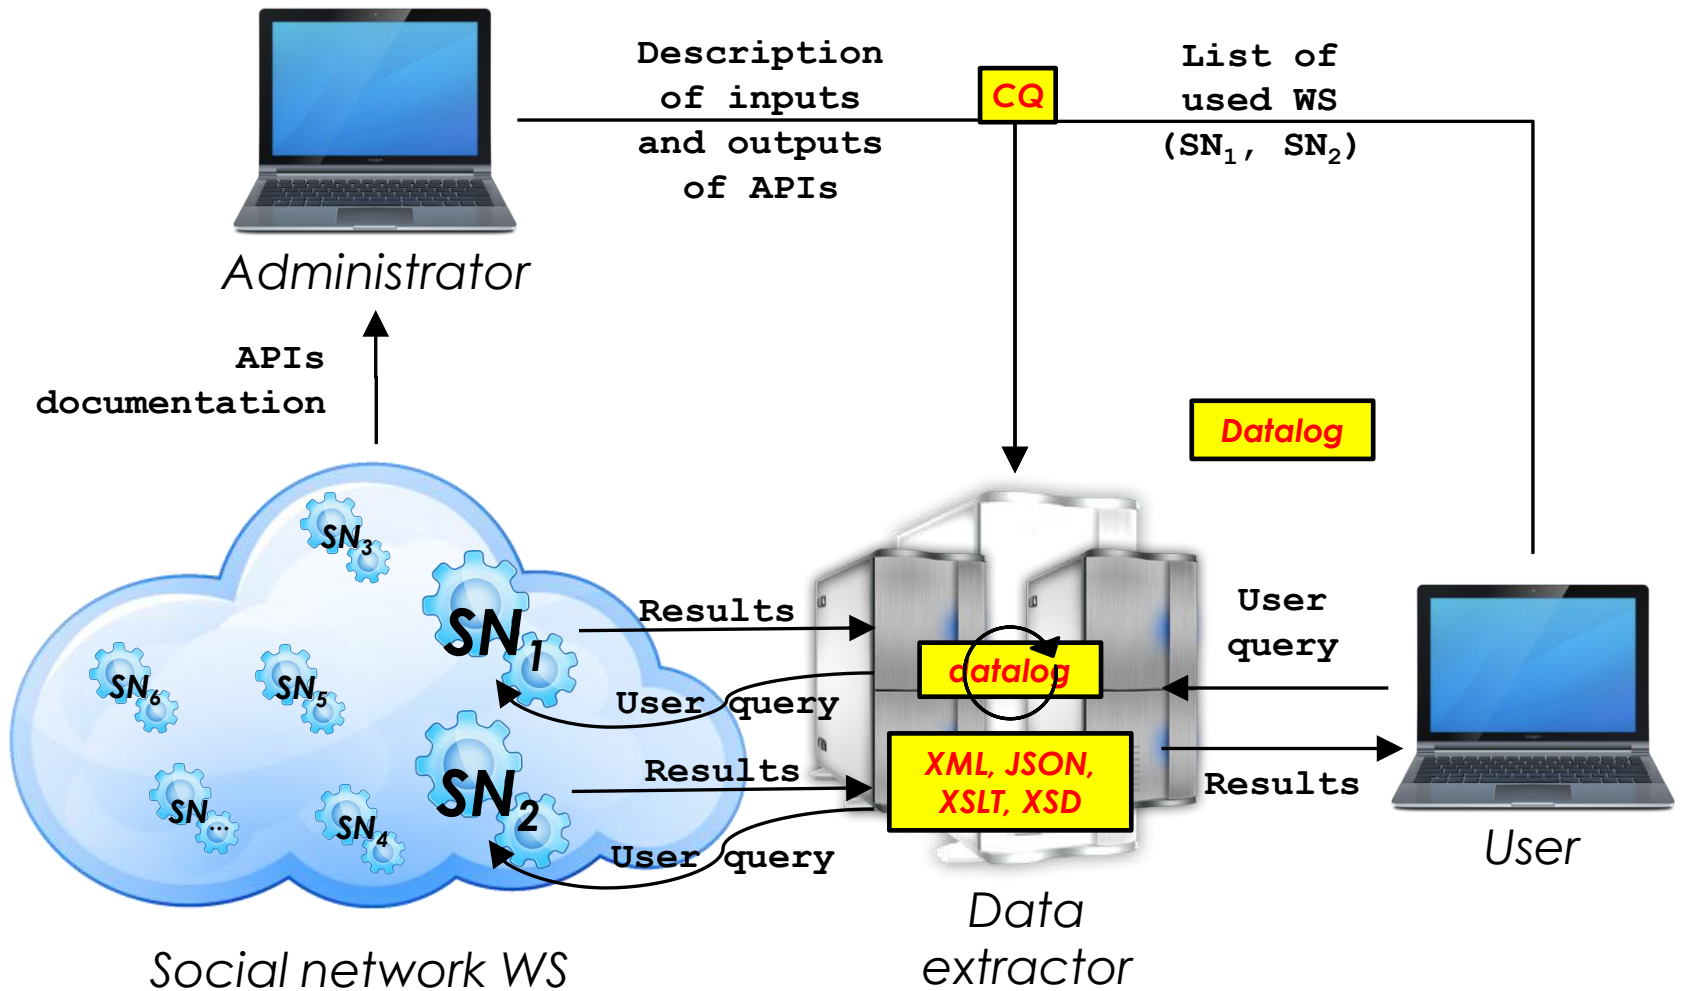 Description
of inputs
and outputs
of APIs
CQ
List of
used WS
(SN1, SN2)
Administrator
APIs
documentation
Datalog
SN3
SN1
SN6
SN5
SN2
SN...
SN4
Results
User query
Results
User query
datalog
XML, JSON,
XSLT, XSD
User
query
Results
User
Data
extractor
Social network WS